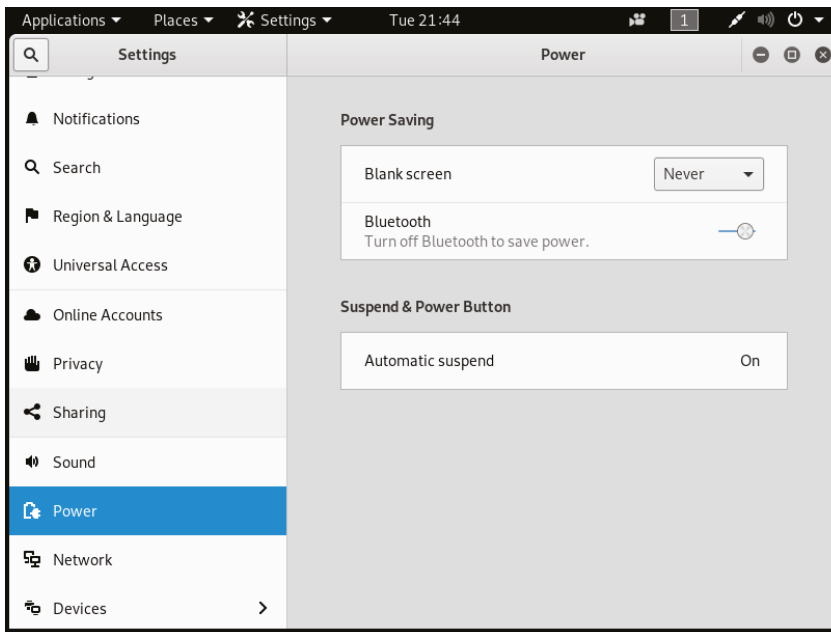 Applications Places Settings Tue 21:44 1
Settings Power
Notifications
Search
Region & Language
Universal Access
Online Accounts
Privacy
Sharing
Sound
Power
Network
Devices
Power Saving
Blank screen Never
Bluetooth
Turn off Bluetooth to save power.
Suspend & Power Button
Automatic suspend On